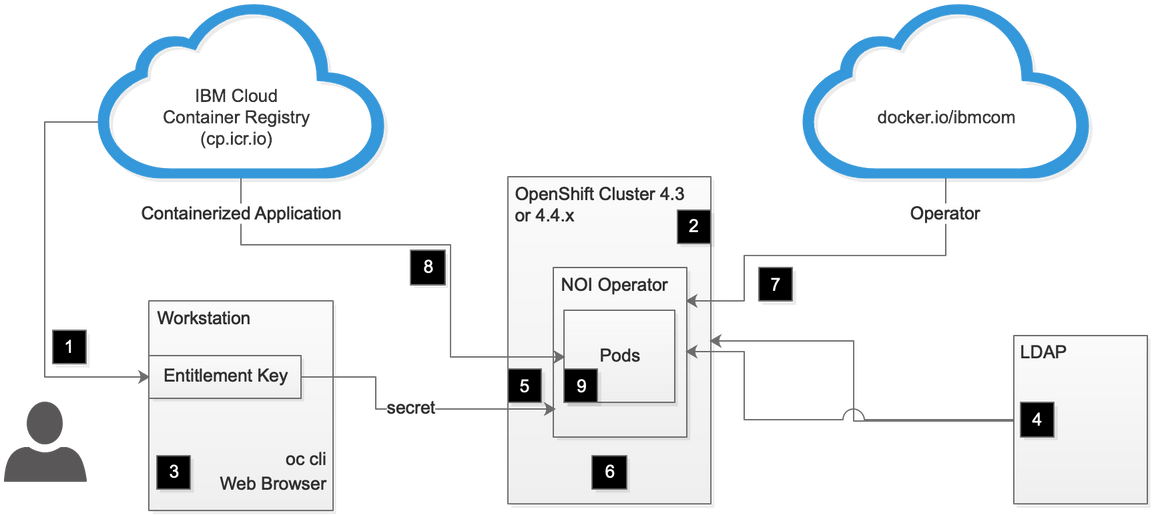 IBM Cloud
Container Registry
(cp.icr.io)
docker.io/ibmcom
Containerized Application
Operator
OpenShift Cluster 4.3
or 4.4.x
2
8
7
NOI Operator
Pods
Workstation
1
Entitlement Key
secret
5
9
LDAP
4
3
oc cli
Web Browser
6